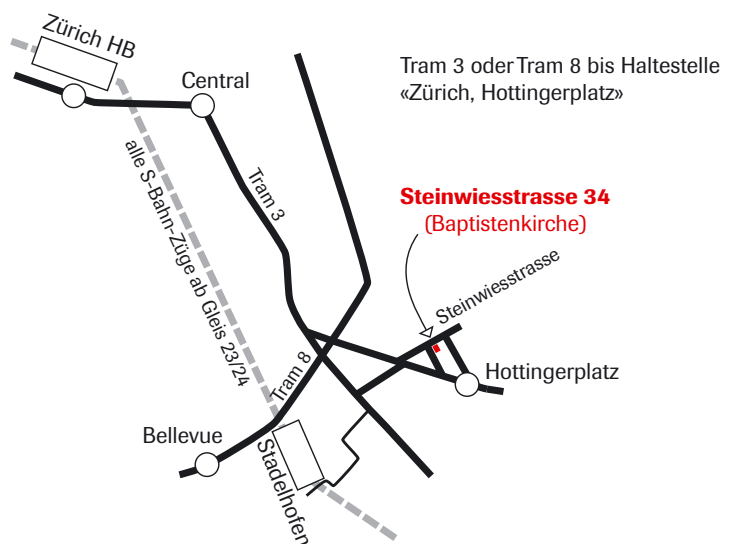 Zürich HB
Central
Tram 3 oder Tram 8 bis Haltestelle
«Zürich, Hottingerplatz»
alle S-Bahn-Züge ab Gleis 23/24
Tram 3
Steinwiesstrasse 34
(Baptistenkirche)
Steinwiesstrasse
Tram 8
Hottingerplatz
Bellevue
Stadelhofen